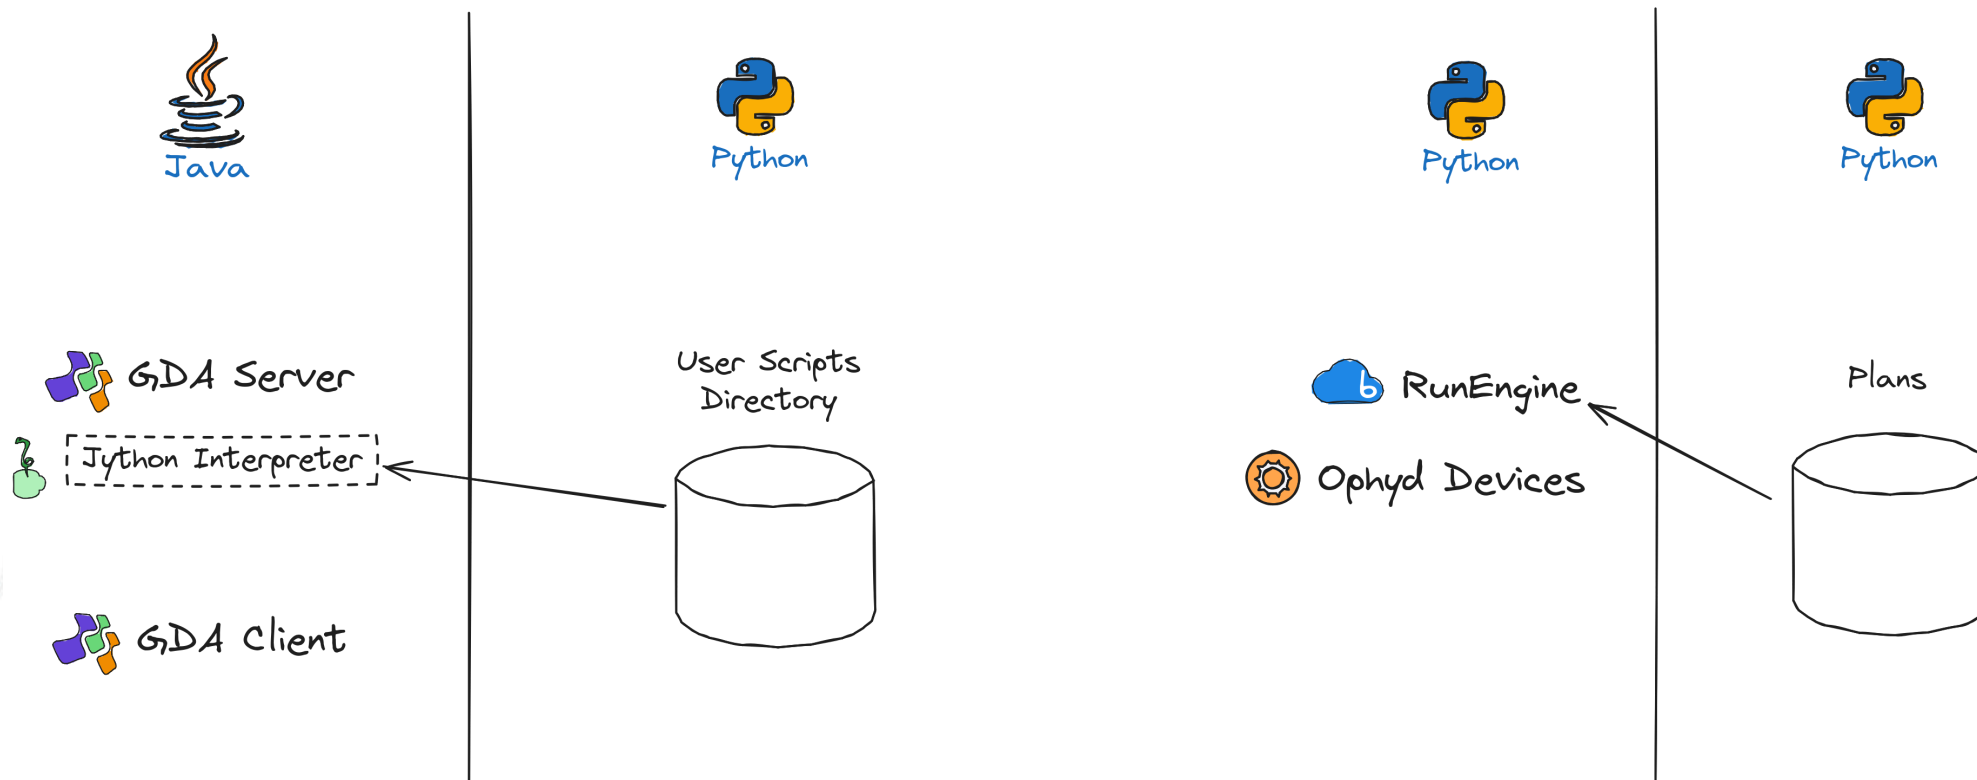 Java
Python
Python
Python
GDA Server
Jython Interpreter
GDA Client
User Scripts
Directory
b RunEngine
Ophyd Devices
Plans